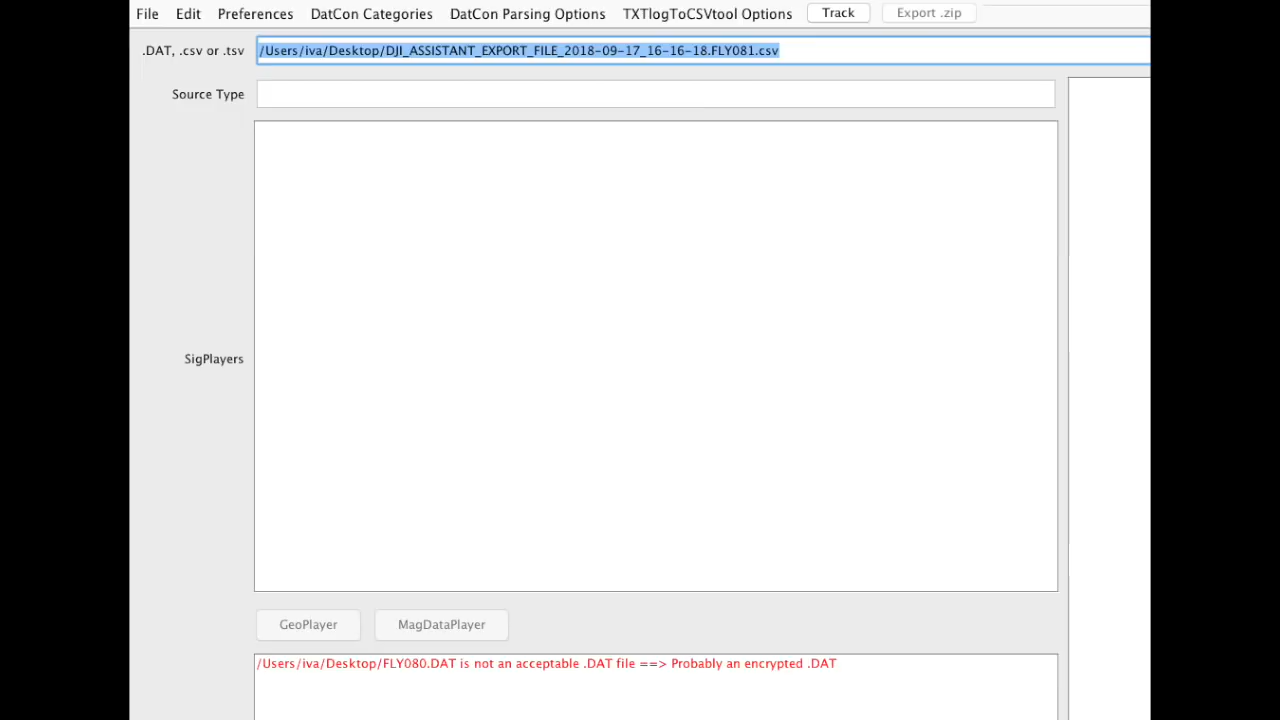 File Edit Preferences DatCon Categories DatCon Parsing Options TXTlogToCSVtool Options Track Export .zip
.DAT, .csv or .tsv /Users/iva/Desktop/DJI_ASSISTANT_EXPORT_FILE_2018-09-17_16-16-18.FLY081.csv
Source Type
SigPlayers
GeoPlayer MagDataPlayer
/Users/iva/Desktop/FLY080.DAT is not an acceptable .DAT file ==> Probably an encrypted .DAT